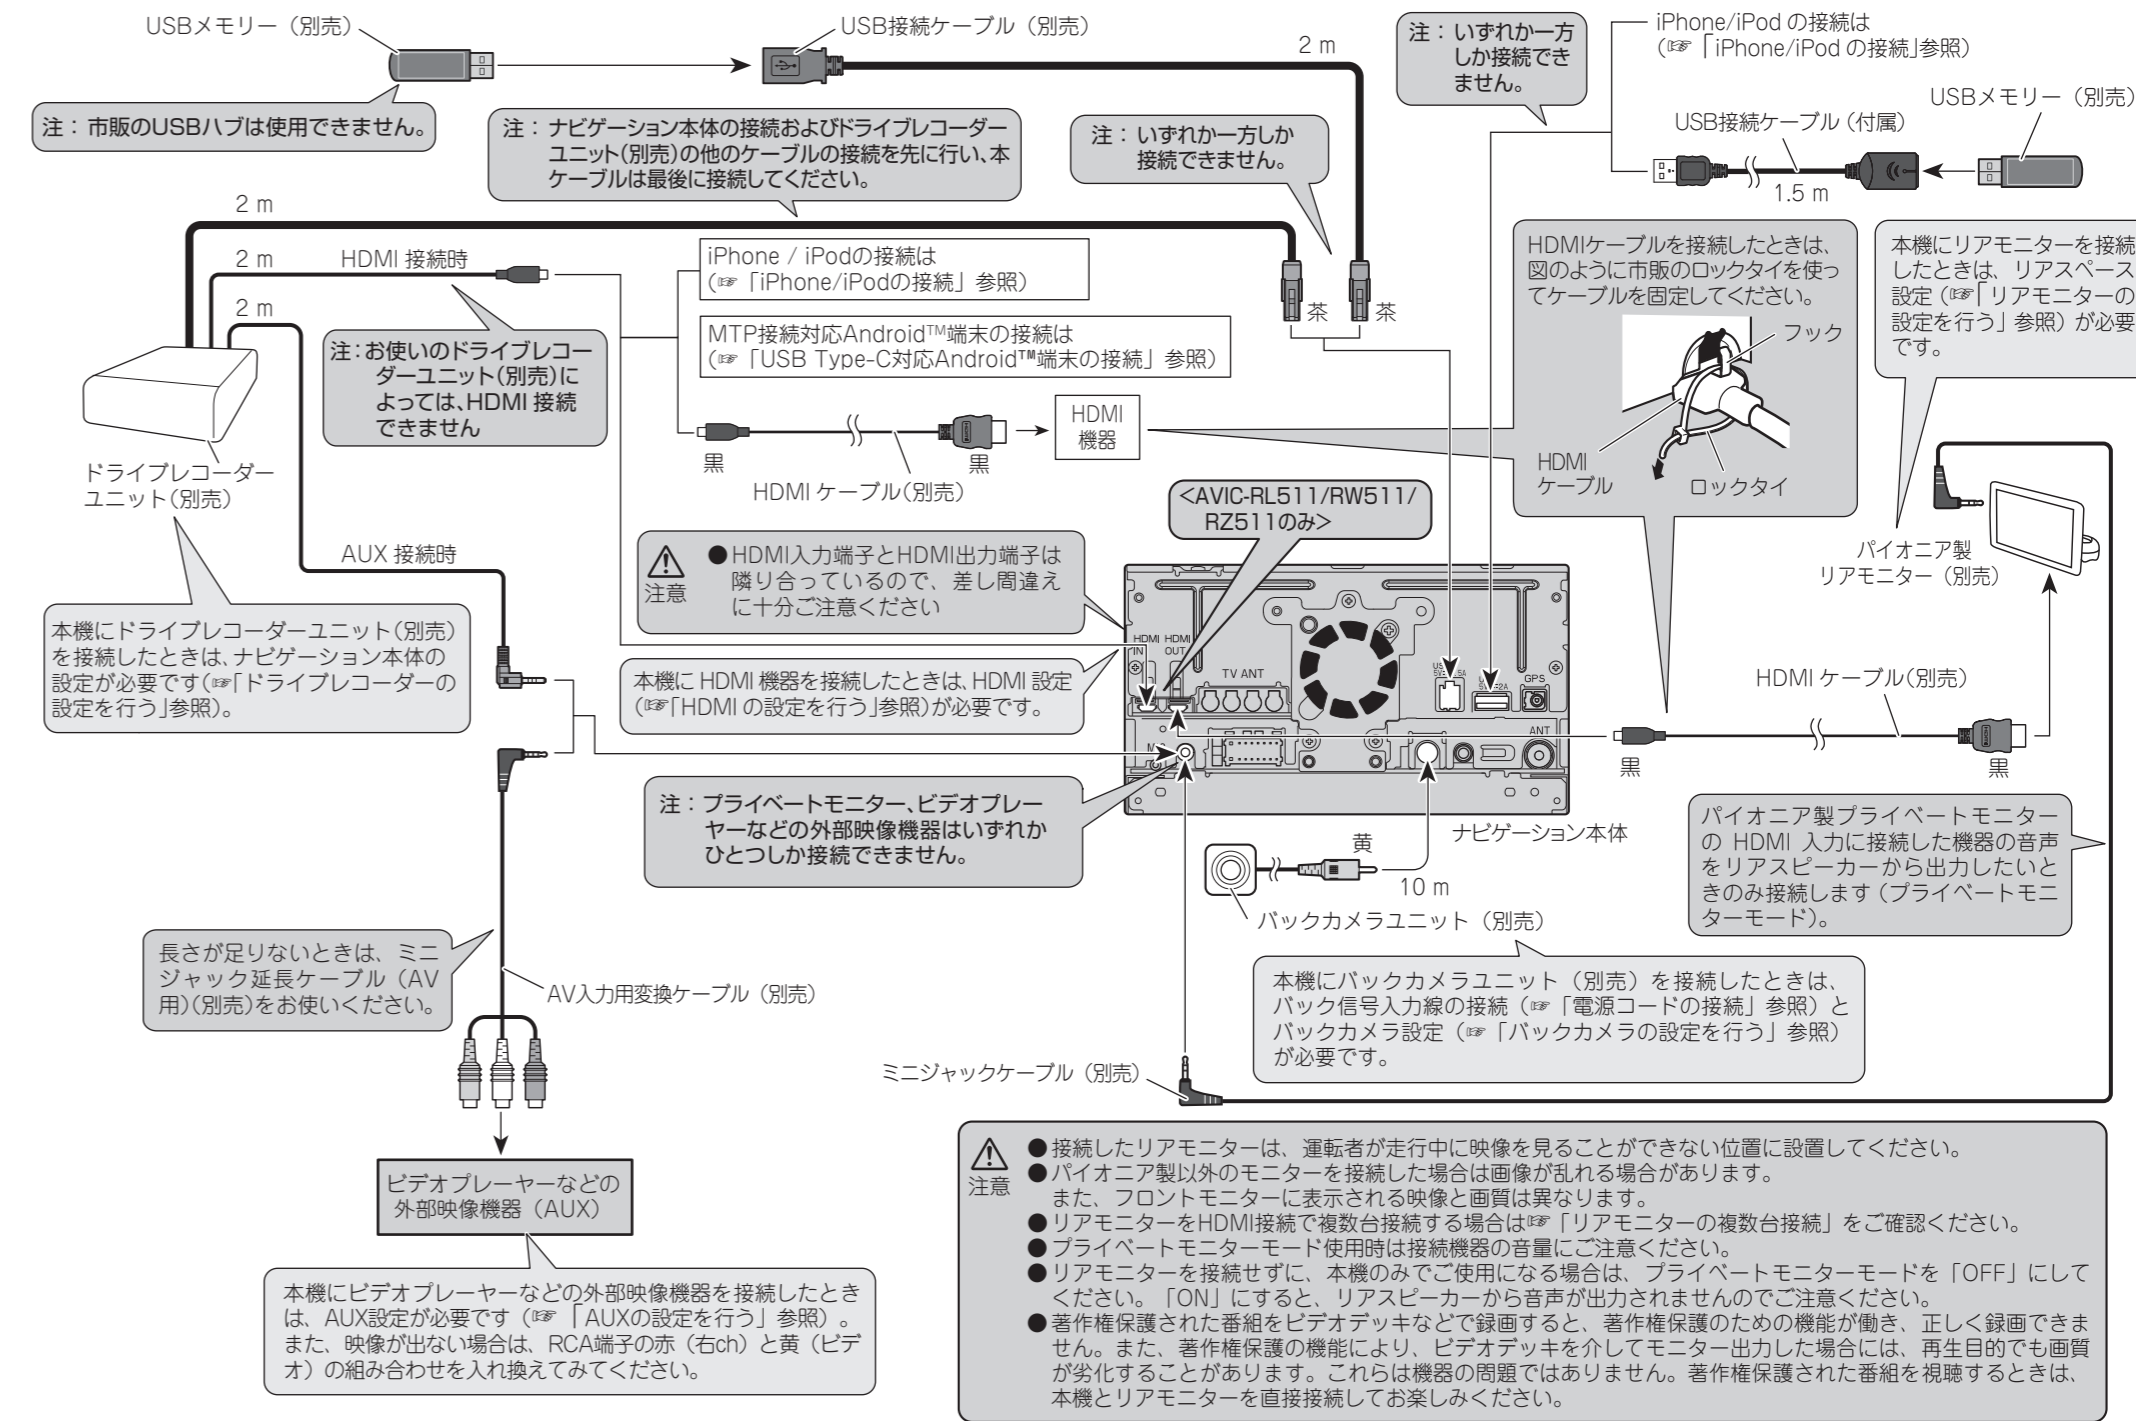 USBメモリー（別売）
USB接続ケーブル（別売）
2 m
注：市販のUSBハブは使用できません。
注：ナビゲーション本体の接続およびドライブレコーダー
ユニット(別売)の他のケーブルの接続を先に行い、本
ケーブルは最後に接続してください。
注：いずれか一方しか
接続できません。
注：いずれか一方
しか接続でき
ません。
iPhone/iPod の接続は
(☞「iPhone/iPod の接続」参照)
USBメモリー（別売）
USB接続ケーブル（付属）
1.5 m
2 m
2 m
HDMI 接続時
2 m
iPhone / iPodの接続は
(☞「iPhone/iPodの接続」参照)
MTP接続対応Android™端末の接続は
(☞「USB Type-C対応Android™端末の接続」参照)
茶
茶
注：お使いのドライブレコー
ダーユニット(別売)に
よっては、HDMI 接続
できません
ドライブレコーダー
ユニット(別売)
黒
黒
HDMI
機器
HDMI ケーブル(別売)
HDMIケーブルを接続したときは、
図のように市販のロックタイを使っ
てケーブルを固定してください。
フック
HDMI
ケーブル
ロックタイ
本機にリアモニターを接続
したときは、リアスペース
設定（☞「リアモニターの
設定を行う」参照）が必要
です。
パイオニア製
リアモニター（別売）
<AVIC-RL511/RW511/
RZ511のみ>
注意
●HDMI入力端子とHDMI出力端子は
隣り合っているので、差し間違え
に十分ご注意ください
AUX 接続時
本機にドライブレコーダーユニット(別売)
を接続したときは、ナビゲーション本体の
設定が必要です(☞「ドライブレコーダーの
設定を行う」参照)。
本機に HDMI 機器を接続したときは、HDMI 設定
(☞「HDMI の設定を行う」参照)が必要です。
HDMI IN
HDMI OUT
TV ANT
GPS
ANT
HDMI ケーブル(別売)
黒
黒
注：プライベートモニター、ビデオプレー
ヤーなどの外部映像機器はいずれか
ひとつしか接続できません。
ナビゲーション本体
黄
10 m
バックカメラユニット（別売）
パイオニア製プライベートモニター
の HDMI 入力に接続した機器の音声
をリアスピーカーから出力したいと
きのみ接続します（プライベートモニ
ターモード）。
長さが足りないときは、ミニ
ジャック延長ケーブル（AV
用)(別売)をお使いください。
AV入力用変換ケーブル（別売）
本機にバックカメラユニット（別売）を接続したときは、
バック信号入力線の接続（☞「電源コードの接続」参照）と
バックカメラ設定（☞「バックカメラの設定を行う」参照）
が必要です。
ミニジャックケーブル（別売）
ビデオプレーヤーなどの
外部映像機器（AUX）
本機にビデオプレーヤーなどの外部映像機器を接続したとき
は、AUX設定が必要です（☞「AUXの設定を行う」参照）。
また、映像が出ない場合は、RCA端子の赤（右ch）と黄（ビデ
オ）の組み合わせを入れ換えてみてください。
注意
●接続したリアモニターは、運転者が走行中に映像を見ることができない位置に設置してください。
●パイオニア製以外のモニターを接続した場合は画像が乱れる場合があります。
また、フロントモニターに表示される映像と画質は異なります。
●リアモニターをHDMI接続で複数台接続する場合は☞「リアモニターの複数台接続」をご確認ください。
●プライベートモニターモード使用時は接続機器の音量にご注意ください。
●リアモニターを接続せずに、本機のみでご使用になる場合は、プライベートモニターモードを「OFF」にして
ください。「ON」にすると、リアスピーカーから音声が出力されませんのでご注意ください。
●著作権保護された番組をビデオデッキなどで録画すると、著作権保護のための機能が働き、正しく録画できま
せん。また、著作権保護の機能により、ビデオデッキを介してモニター出力した場合には、再生目的でも画質
が劣化することがあります。これらは機器の問題ではありません。著作権保護された番組を視聴するときは、
本機とリアモニターを直接接続してお楽しみください。